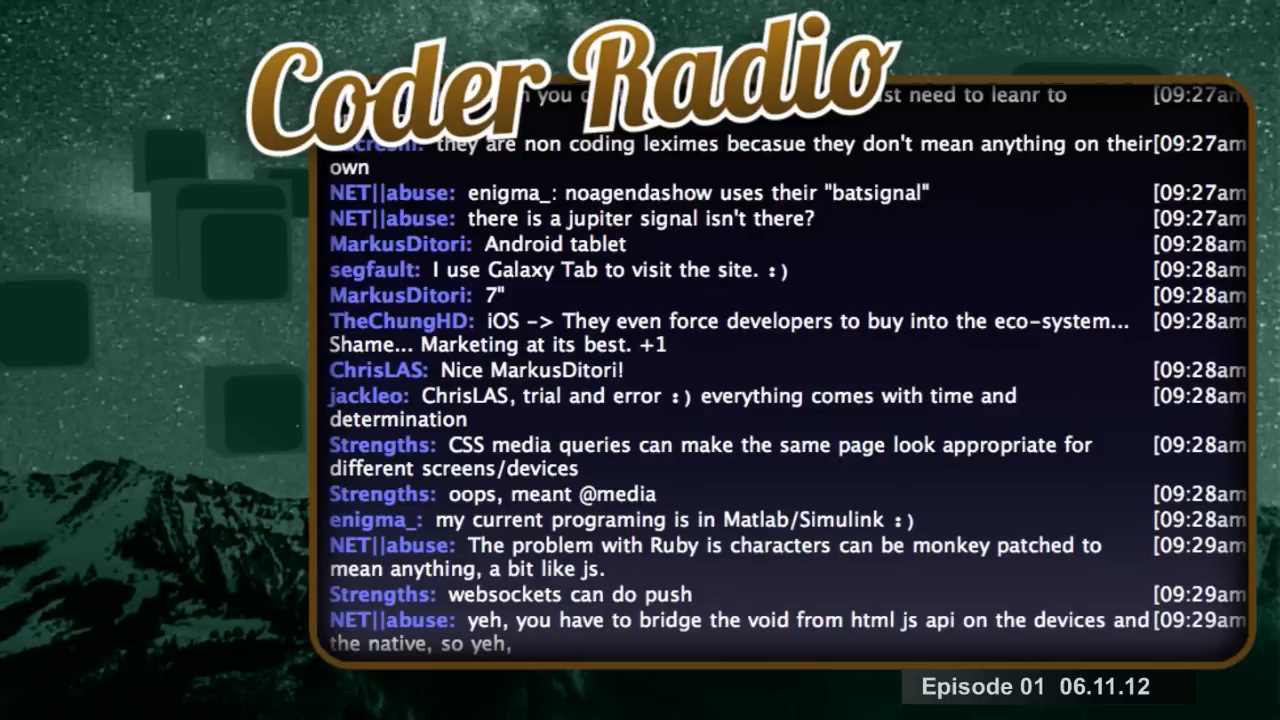 Coder Radio
you
st need to leanr to [09:27am
they are non coding leximes becasue they don't mean anything on their [09:27am
own
NET||abuse: enigma_: noagendashow uses their "batsignal" [09:27am
NET||abuse: there is a jupiter signal isn't there? [09:27am
MarkusDitori: Android tablet [09:28am
segfault: I use Galaxy Tab to visit the site. :) [09:28am
MarkusDitori: 7" [09:28am
TheChungHD: iOS -> They even force developers to buy into the eco-system... [09:28am
Shame... Marketing at its best. +1
ChrisLAS: Nice MarkusDitori! [09:28am
jackleo: ChrisLAS, trial and error :) everything comes with time and [09:28am
determination
Strengths: CSS media queries can make the same page look appropriate for [09:28am
different screens/devices
Strengths: oops, meant @media [09:28am
enigma_: my current programing is in Matlab/Simulink :) [09:28am
NET||abuse: The problem with Ruby is characters can be monkey patched to [09:29am
mean anything, a bit like js.
Strengths: websockets can do push [09:29am
NET||abuse: yeh, you have to bridge the void from html js api on the devices and [09:29am
the native, so yeh,
Episode 01 06.11.12